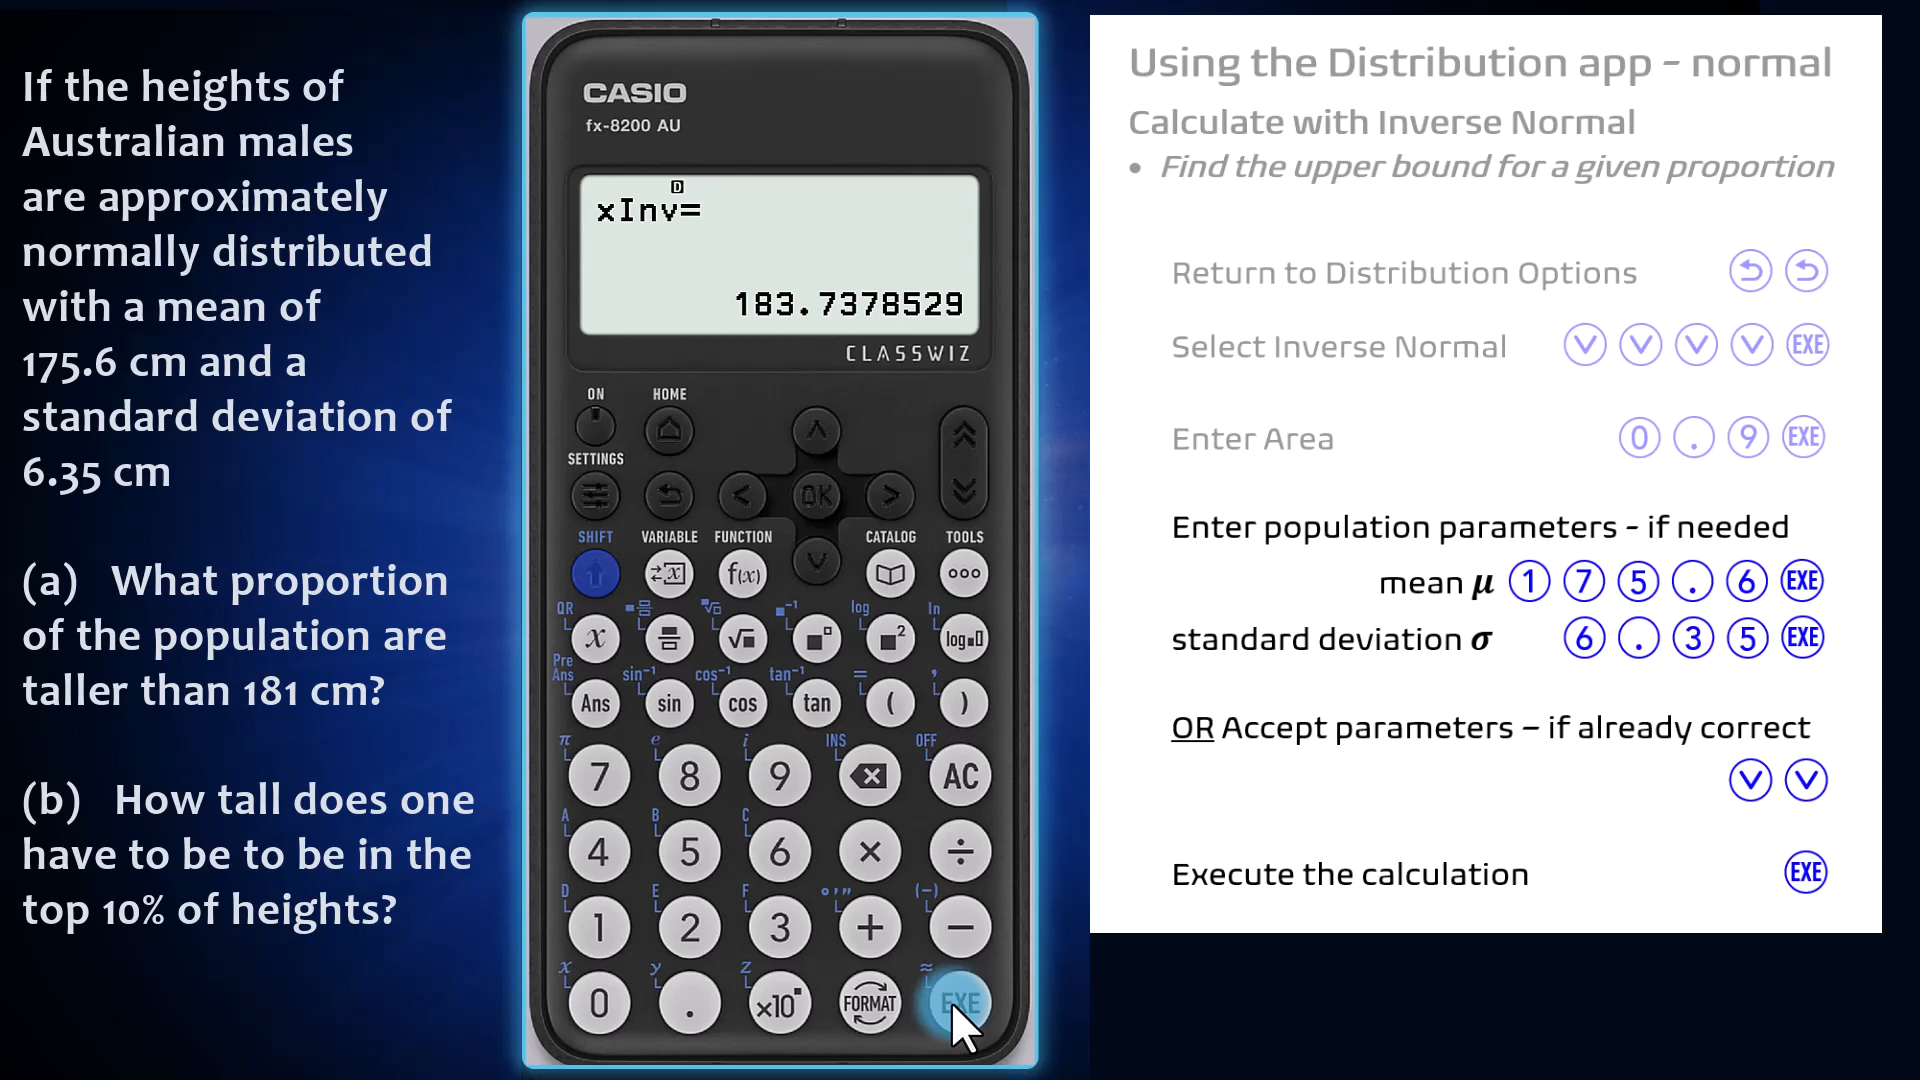 If the heights of
Australian males
are approximately
normally distributed
with a mean of
175.6 cm and a
standard deviation of
6.35 cm
(a) What proportion
of the population are
taller than 181 cm?
(b) How tall does one
have to be to be in the
top 10% of heights?
CASIO
fx-8200 AU
D
xInv=
183.7378529
CLASSWIZ
ON HOME
SETTINGS
OK
SHIFT VARIABLE FUNCTION CATALOG TOOLS
x f(x) ooo
QR ■⁻¹ log ln
x √■ ■□ ■² log■□
Pre Ans sin⁻¹ cos⁻¹ tan⁻¹ = ,
Ans sin cos tan ( )
π e i INS OFF
7 8 9 AC
A B C
4 5 6 × ÷
D E F °′″ (−)
1 2 3 + −
x y z ≈
0 . ×10■ FORMAT EXE
Using the Distribution app - normal
Calculate with Inverse Normal
• Find the upper bound for a given proportion
Return to Distribution Options
Select Inverse Normal EXE
Enter Area 0 . 9 EXE
Enter population parameters - if needed
mean μ 1 7 5 . 6 EXE
standard deviation σ 6 . 3 5 EXE
OR Accept parameters – if already correct
Execute the calculation EXE